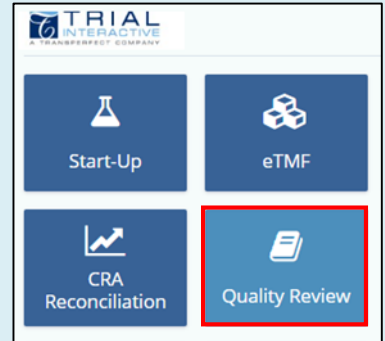 TRIAL
INTERACTIVE
A TRANSPERFECT COMPANY
Start-Up
eTMF
CRA
Reconciliation
Quality Review